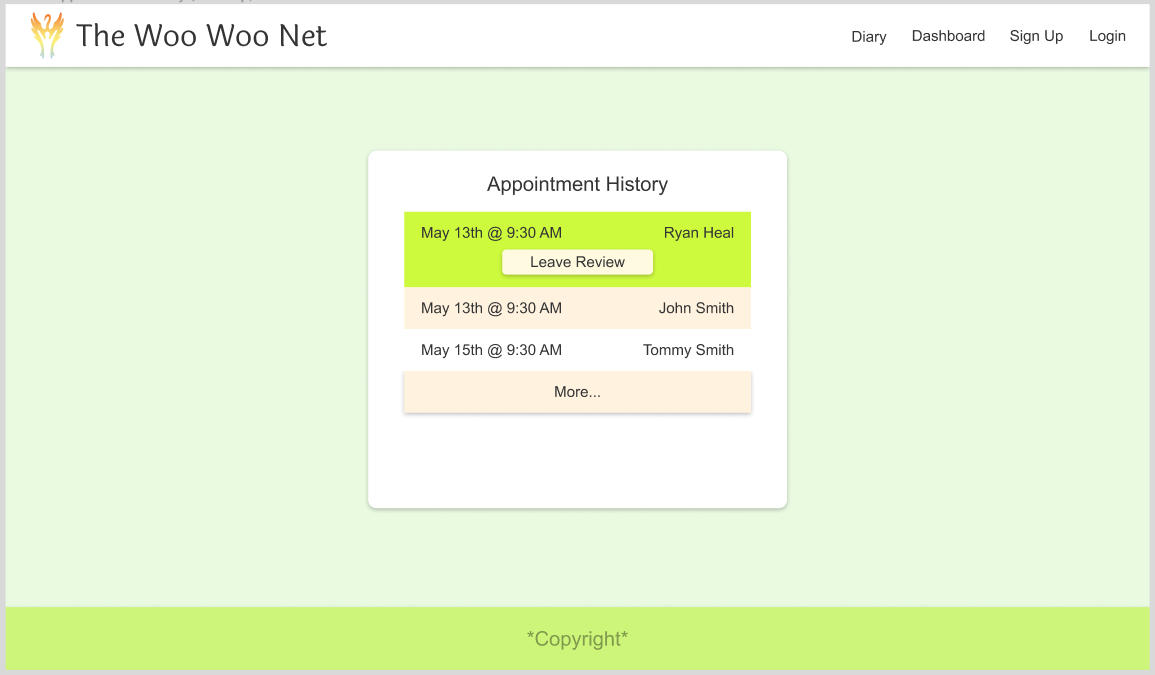 The Woo Woo Net
Diary Dashboard Sign Up Login
Appointment History
May 13th @ 9:30 AM Ryan Heal
Leave Review
May 13th @ 9:30 AM John Smith
May 15th @ 9:30 AM Tommy Smith
More...
*Copyright*